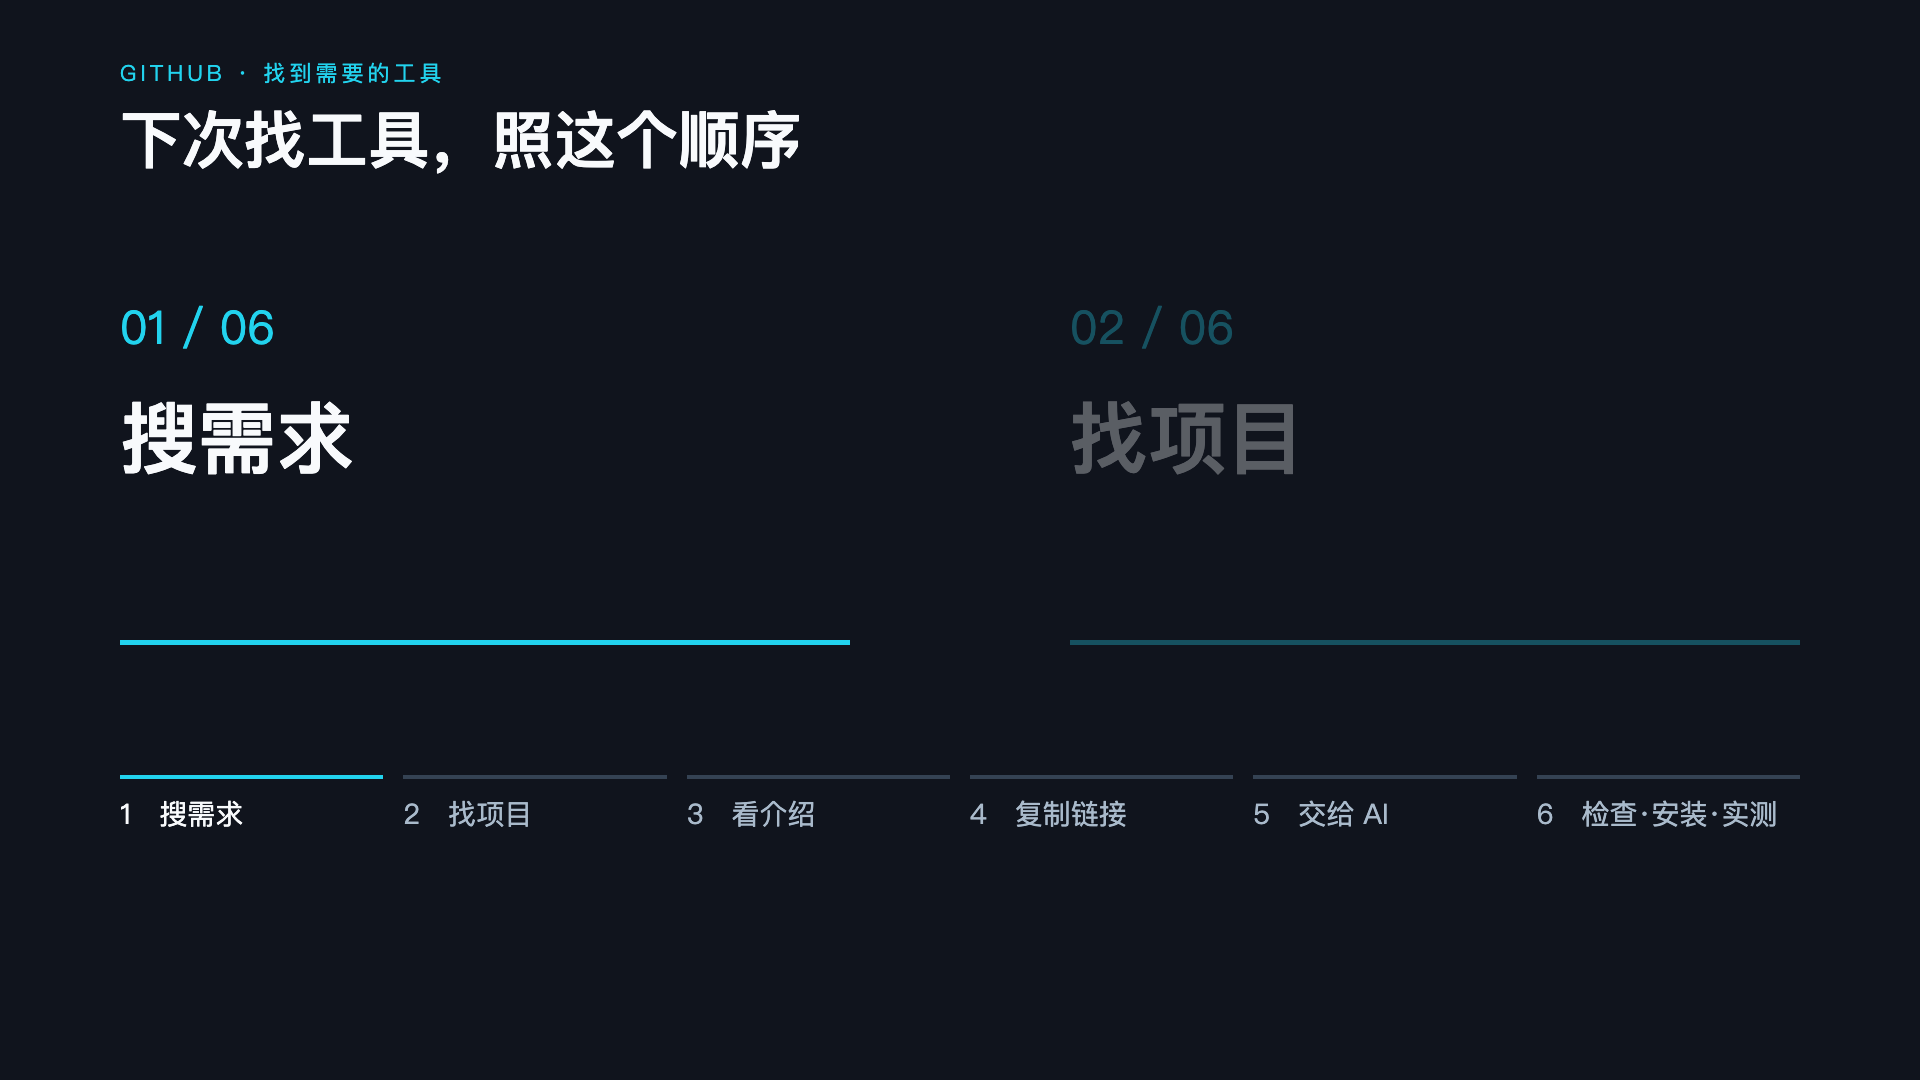 GITHUB · 找到需要的工具
下次找工具，照这个顺序
01 / 06
搜需求
02 / 06
找项目
1 搜需求
2 找项目
3 看介绍
4 复制链接
5 交给 AI
6 检查·安装·实测